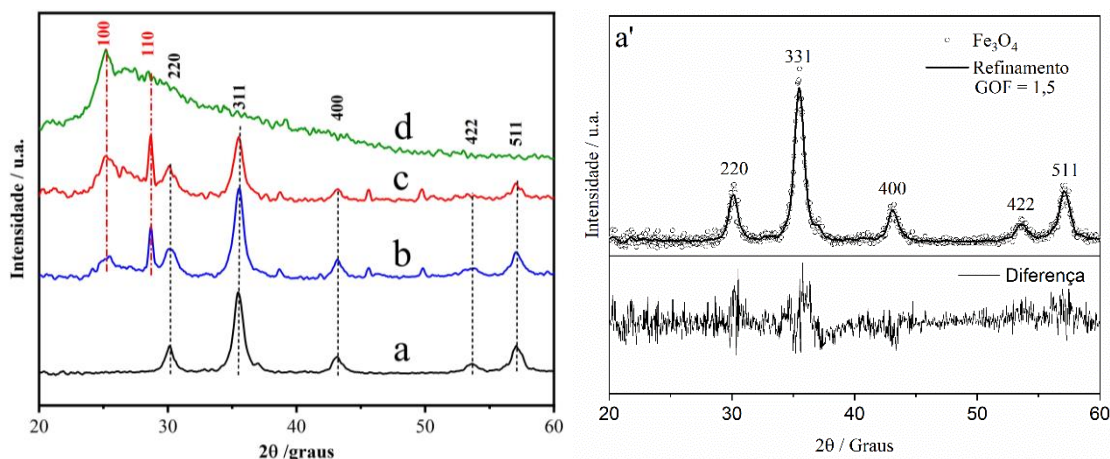 100
110
220
311
400
422
511
d
c
b
a
Intensidade / u.a.
20 30 40 50 60
2θ /graus
a'
Fe₃O₄
Refinamento
GOF = 1,5
331
220
400
422
511
Intensidade / u.a.
Diferença
20 30 40 50 60
2θ / Graus